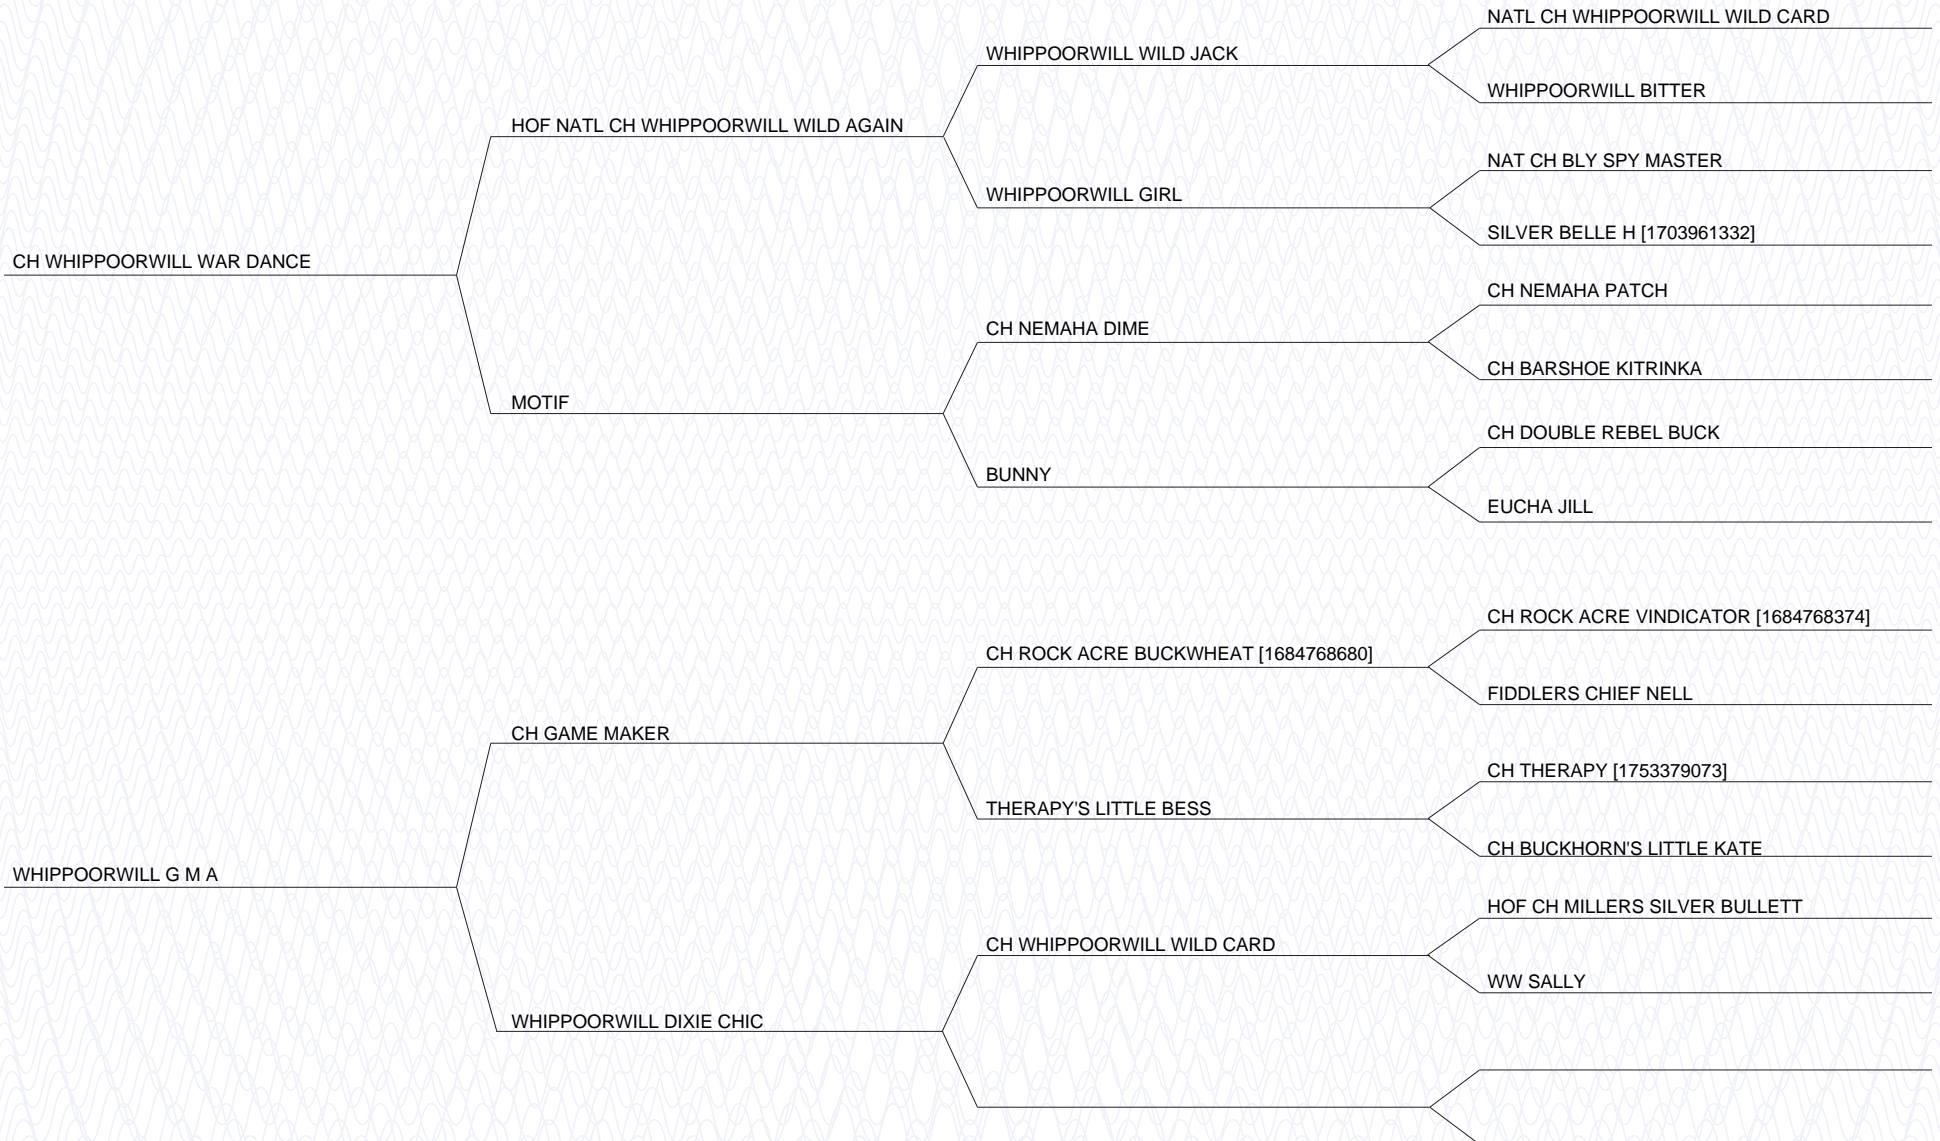 NATL CH WHIPPOORWILL WILD CARD
WHIPPOORWILL WILD JACK
WHIPPOORWILL BITTER
HOF NATL CH WHIPPOORWILL WILD AGAIN
NAT CH BLY SPY MASTER
WHIPPOORWILL GIRL
SILVER BELLE H [1703961332]
CH WHIPPOORWILL WAR DANCE
CH NEMAHA PATCH
CH NEMAHA DIME
CH BARSHOE KITRINKA
MOTIF
CH DOUBLE REBEL BUCK
BUNNY
EUCHA JILL
CH ROCK ACRE VINDICATOR [1684768374]
CH ROCK ACRE BUCKWHEAT [1684768680]
FIDDLERS CHIEF NELL
CH GAME MAKER
CH THERAPY [1753379073]
THERAPY'S LITTLE BESS
CH BUCKHORN'S LITTLE KATE
WHIPPOORWILL G M A
HOF CH MILLERS SILVER BULLETT
CH WHIPPOORWILL WILD CARD
WW SALLY
WHIPPOORWILL DIXIE CHIC